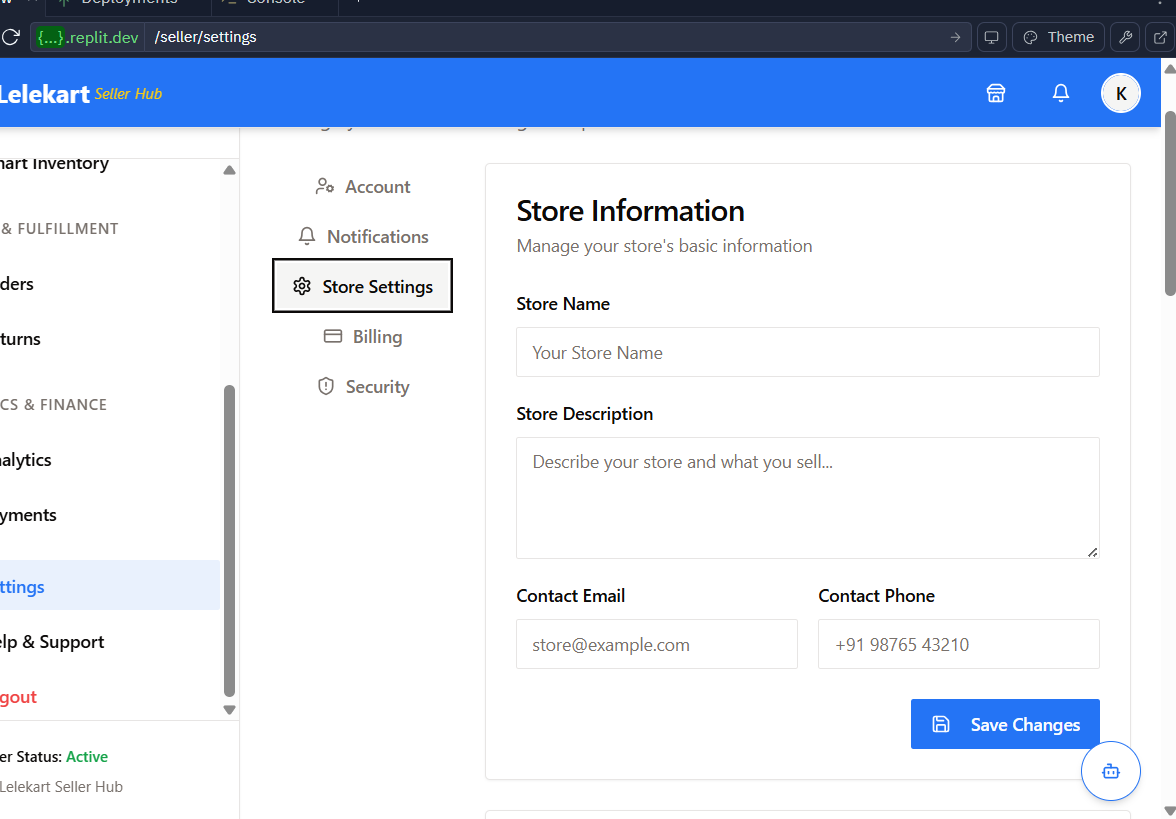 Deployments
Console
{...}.replit.dev /seller/settings
Theme
Lelekart Seller Hub
K
nart Inventory
& FULFILLMENT
ders
turns
CS & FINANCE
nalytics
yments
ttings
elp & Support
gout
er Status: Active
Lelekart Seller Hub
Account
Notifications
Store Settings
Billing
Security
Store Information
Manage your store's basic information
Store Name
Your Store Name
Store Description
Describe your store and what you sell...
Contact Email
Contact Phone
store@example.com
+91 98765 43210
Save Changes